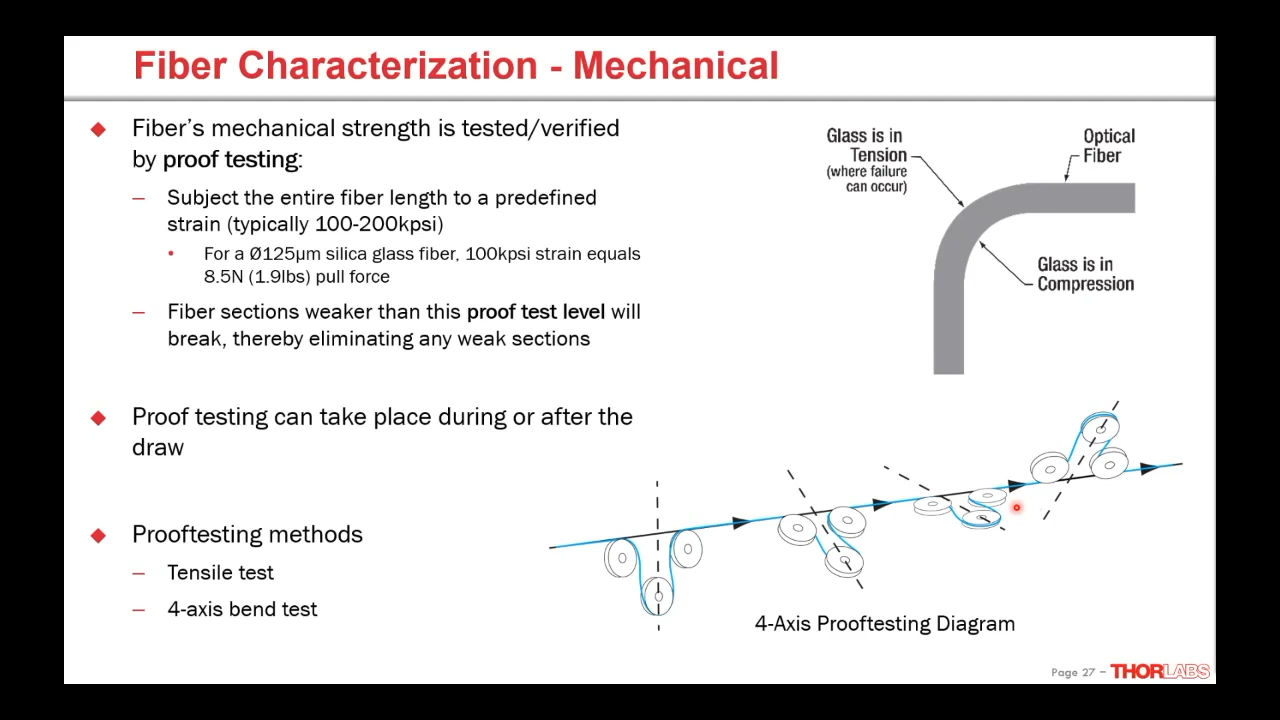 Fiber Characterization - Mechanical
◆ Fiber's mechanical strength is tested/verified
by proof testing:
– Subject the entire fiber length to a predefined
strain (typically 100-200kpsi)
• For a Ø125µm silica glass fiber, 100kpsi strain equals
8.5N (1.9lbs) pull force
– Fiber sections weaker than this proof test level will
break, thereby eliminating any weak sections
◆ Proof testing can take place during or after the
draw
◆ Prooftesting methods
– Tensile test
– 4-axis bend test
Glass is in
Tension
(where failure
can occur)
Optical
Fiber
Glass is in
Compression
4-Axis Prooftesting Diagram
Page 27 – THORLABS